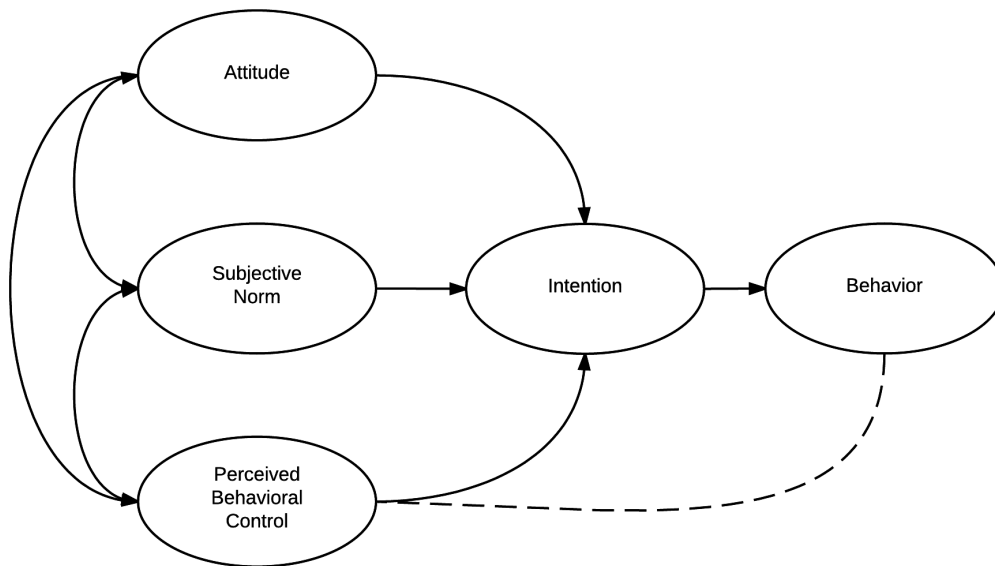 Attitude
Subjective
Norm
Intention
Behavior
Perceived
Behavioral
Control